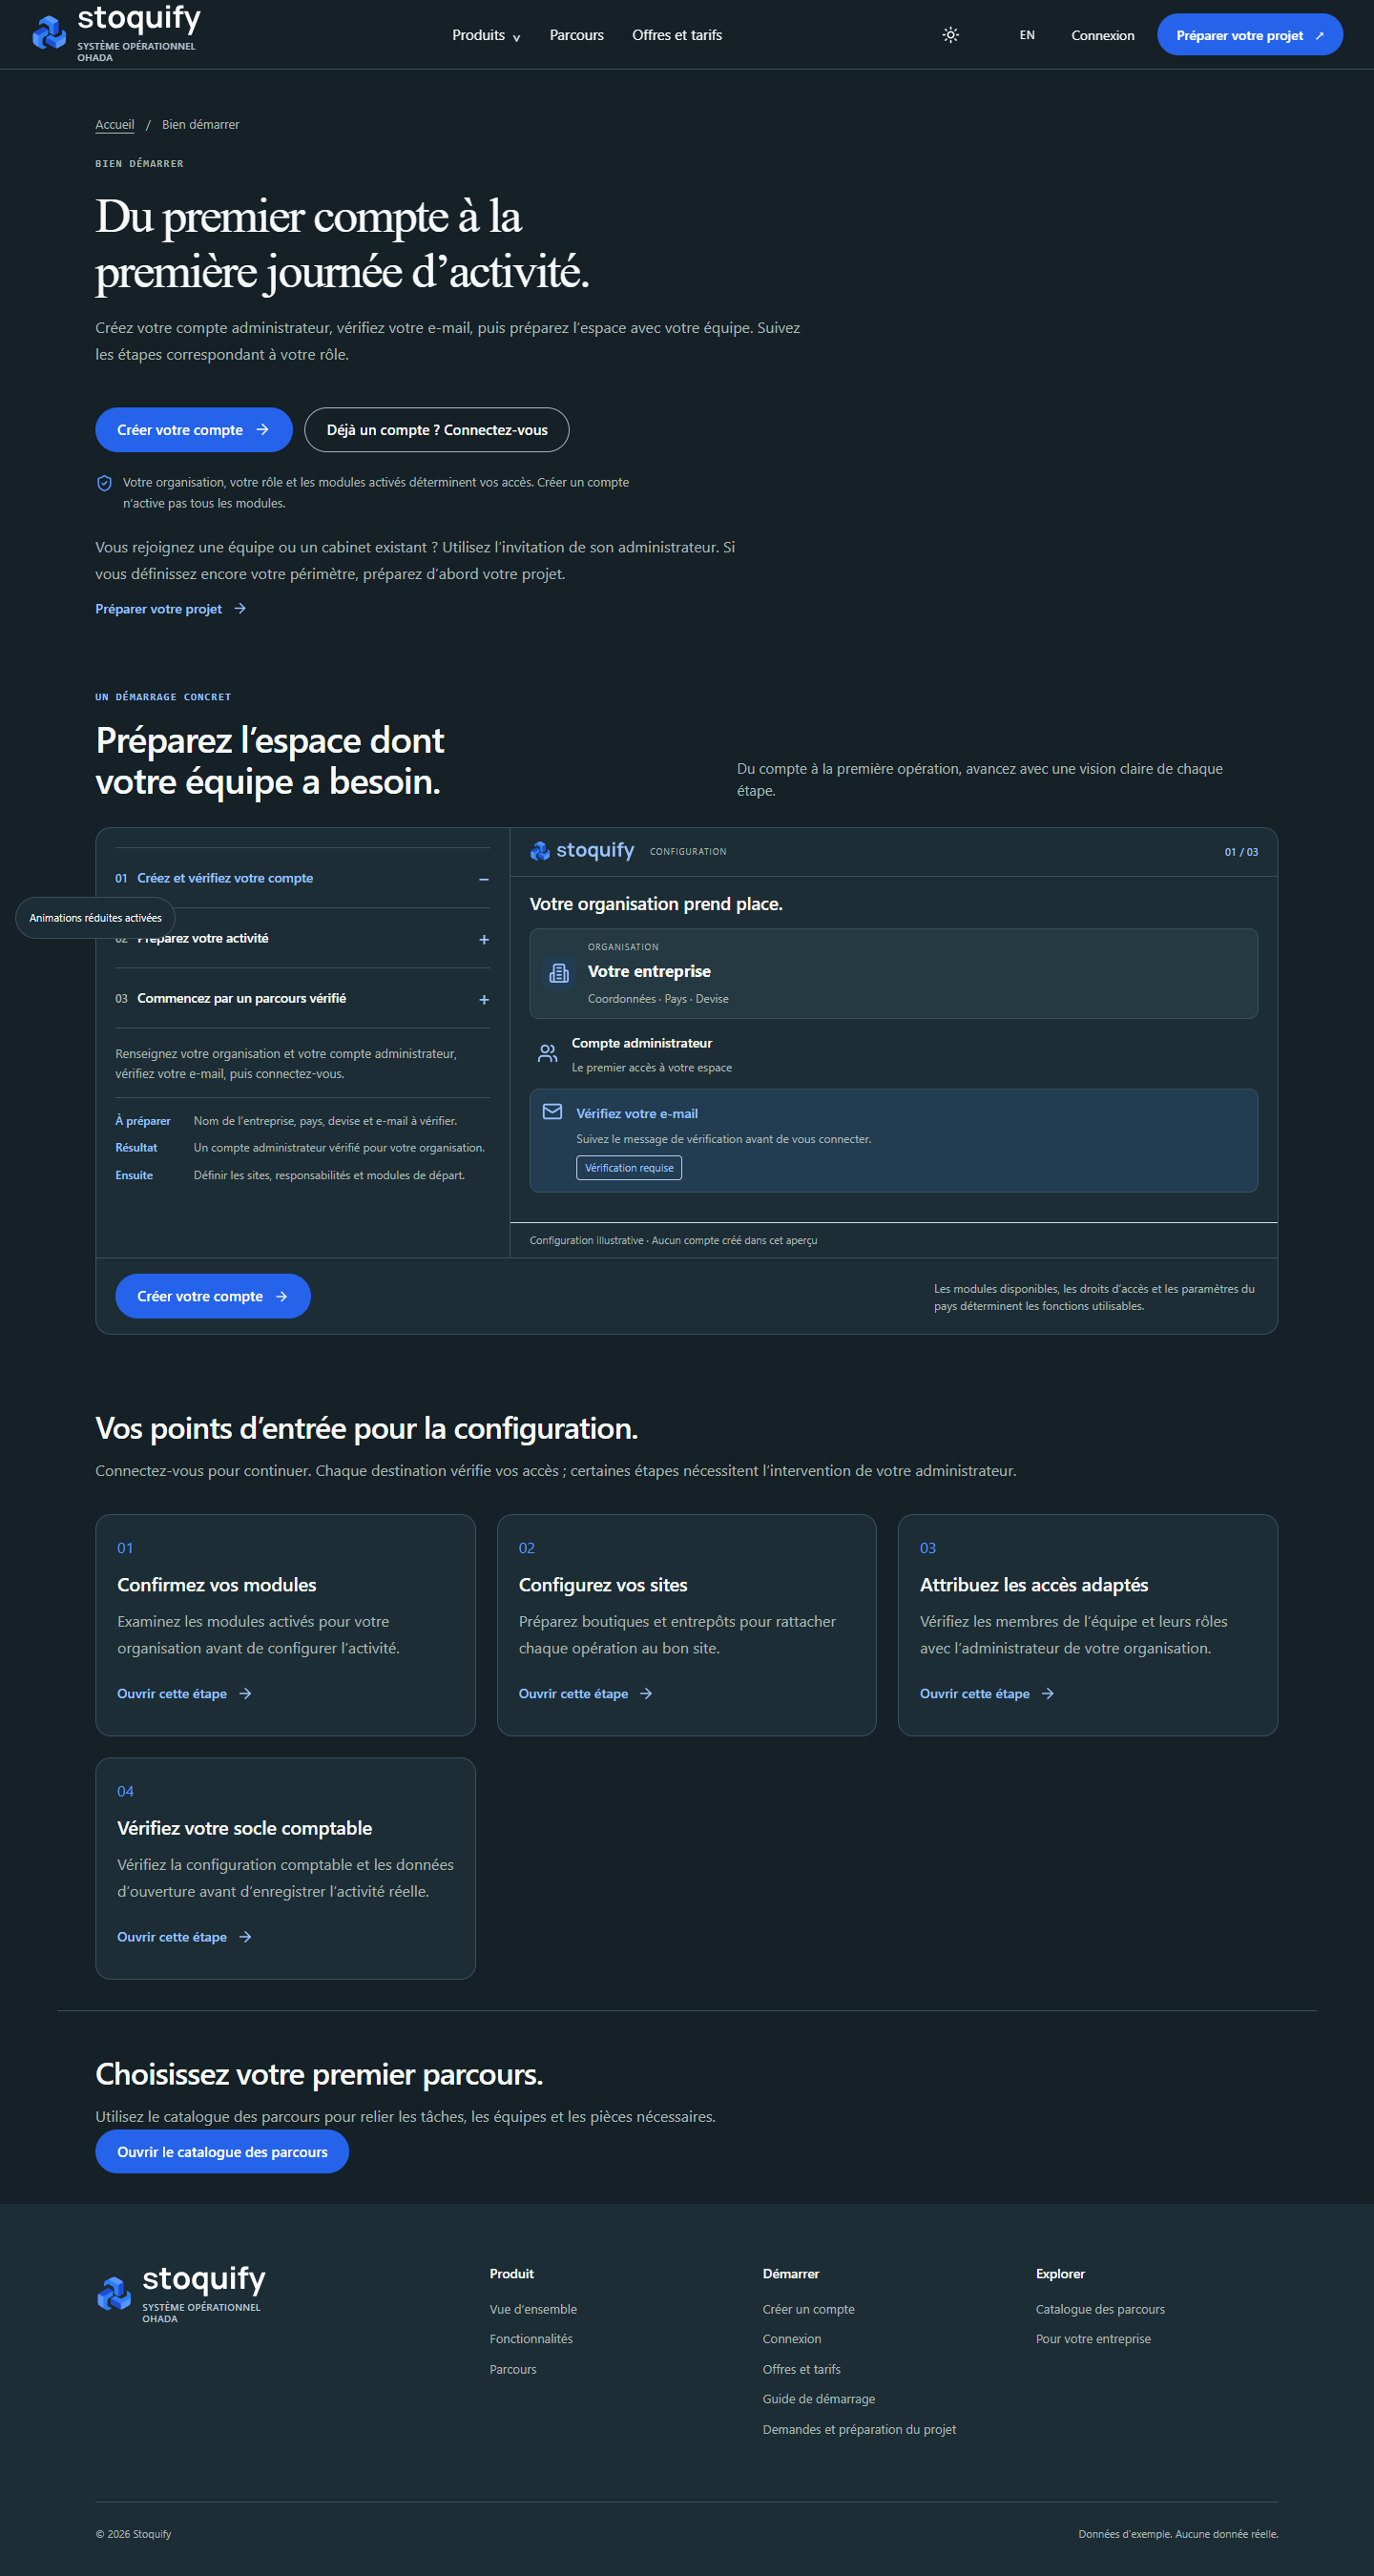 stoquify
SYSTÈME OPÉRATIONNEL
OHADA
Produits
Parcours
Offres et tarifs
EN
Connexion
Préparer votre projet ↗
Accueil / Bien démarrer
BIEN DÉMARRER
Du premier compte à la
première journée d’activité.
Créez votre compte administrateur, vérifiez votre e-mail, puis préparez l’espace avec votre équipe. Suivez
les étapes correspondant à votre rôle.
Créer votre compte →
Déjà un compte ? Connectez-vous
Votre organisation, votre rôle et les modules activés déterminent vos accès. Créer un compte
n’active pas tous les modules.
Vous rejoignez une équipe ou un cabinet existant ? Utilisez l’invitation de son administrateur. Si
vous définissez encore votre périmètre, préparez d’abord votre projet.
Préparer votre projet →
UN DÉMARRAGE CONCRET
Préparez l’espace dont
votre équipe a besoin.
Du compte à la première opération, avancez avec une vision claire de chaque
étape.
01 Créez et vérifiez votre compte −
Animations réduites activées
02 Préparez votre activité +
03 Commencez par un parcours vérifié +
Renseignez votre organisation et votre compte administrateur,
vérifiez votre e-mail, puis connectez-vous.
À préparer Nom de l’entreprise, pays, devise et e-mail à vérifier.
Résultat Un compte administrateur vérifié pour votre organisation.
Ensuite Définir les sites, responsabilités et modules de départ.
stoquify CONFIGURATION 01 / 03
Votre organisation prend place.
ORGANISATION
Votre entreprise
Coordonnées · Pays · Devise
Compte administrateur
Le premier accès à votre espace
Vérifiez votre e-mail
Suivez le message de vérification avant de vous connecter.
Vérification requise
Configuration illustrative · Aucun compte créé dans cet aperçu
Créer votre compte →
Les modules disponibles, les droits d’accès et les paramètres du
pays déterminent les fonctions utilisables.
Vos points d’entrée pour la configuration.
Connectez-vous pour continuer. Chaque destination vérifie vos accès ; certaines étapes nécessitent l’intervention de votre administrateur.
01
Confirmez vos modules
Examinez les modules activés pour votre
organisation avant de configurer l’activité.
Ouvrir cette étape →
02
Configurez vos sites
Préparez boutiques et entrepôts pour rattacher
chaque opération au bon site.
Ouvrir cette étape →
03
Attribuez les accès adaptés
Vérifiez les membres de l’équipe et leurs rôles
avec l’administrateur de votre organisation.
Ouvrir cette étape →
04
Vérifiez votre socle comptable
Vérifiez la configuration comptable et les données
d’ouverture avant d’enregistrer l’activité réelle.
Ouvrir cette étape →
Choisissez votre premier parcours.
Utilisez le catalogue des parcours pour relier les tâches, les équipes et les pièces nécessaires.
Ouvrir le catalogue des parcours
stoquify
SYSTÈME OPÉRATIONNEL
OHADA
Produit
Vue d’ensemble
Fonctionnalités
Parcours
Démarrer
Créer un compte
Connexion
Offres et tarifs
Guide de démarrage
Demandes et préparation du projet
Explorer
Catalogue des parcours
Pour votre entreprise
© 2026 Stoquify
Données d’exemple. Aucune donnée réelle.